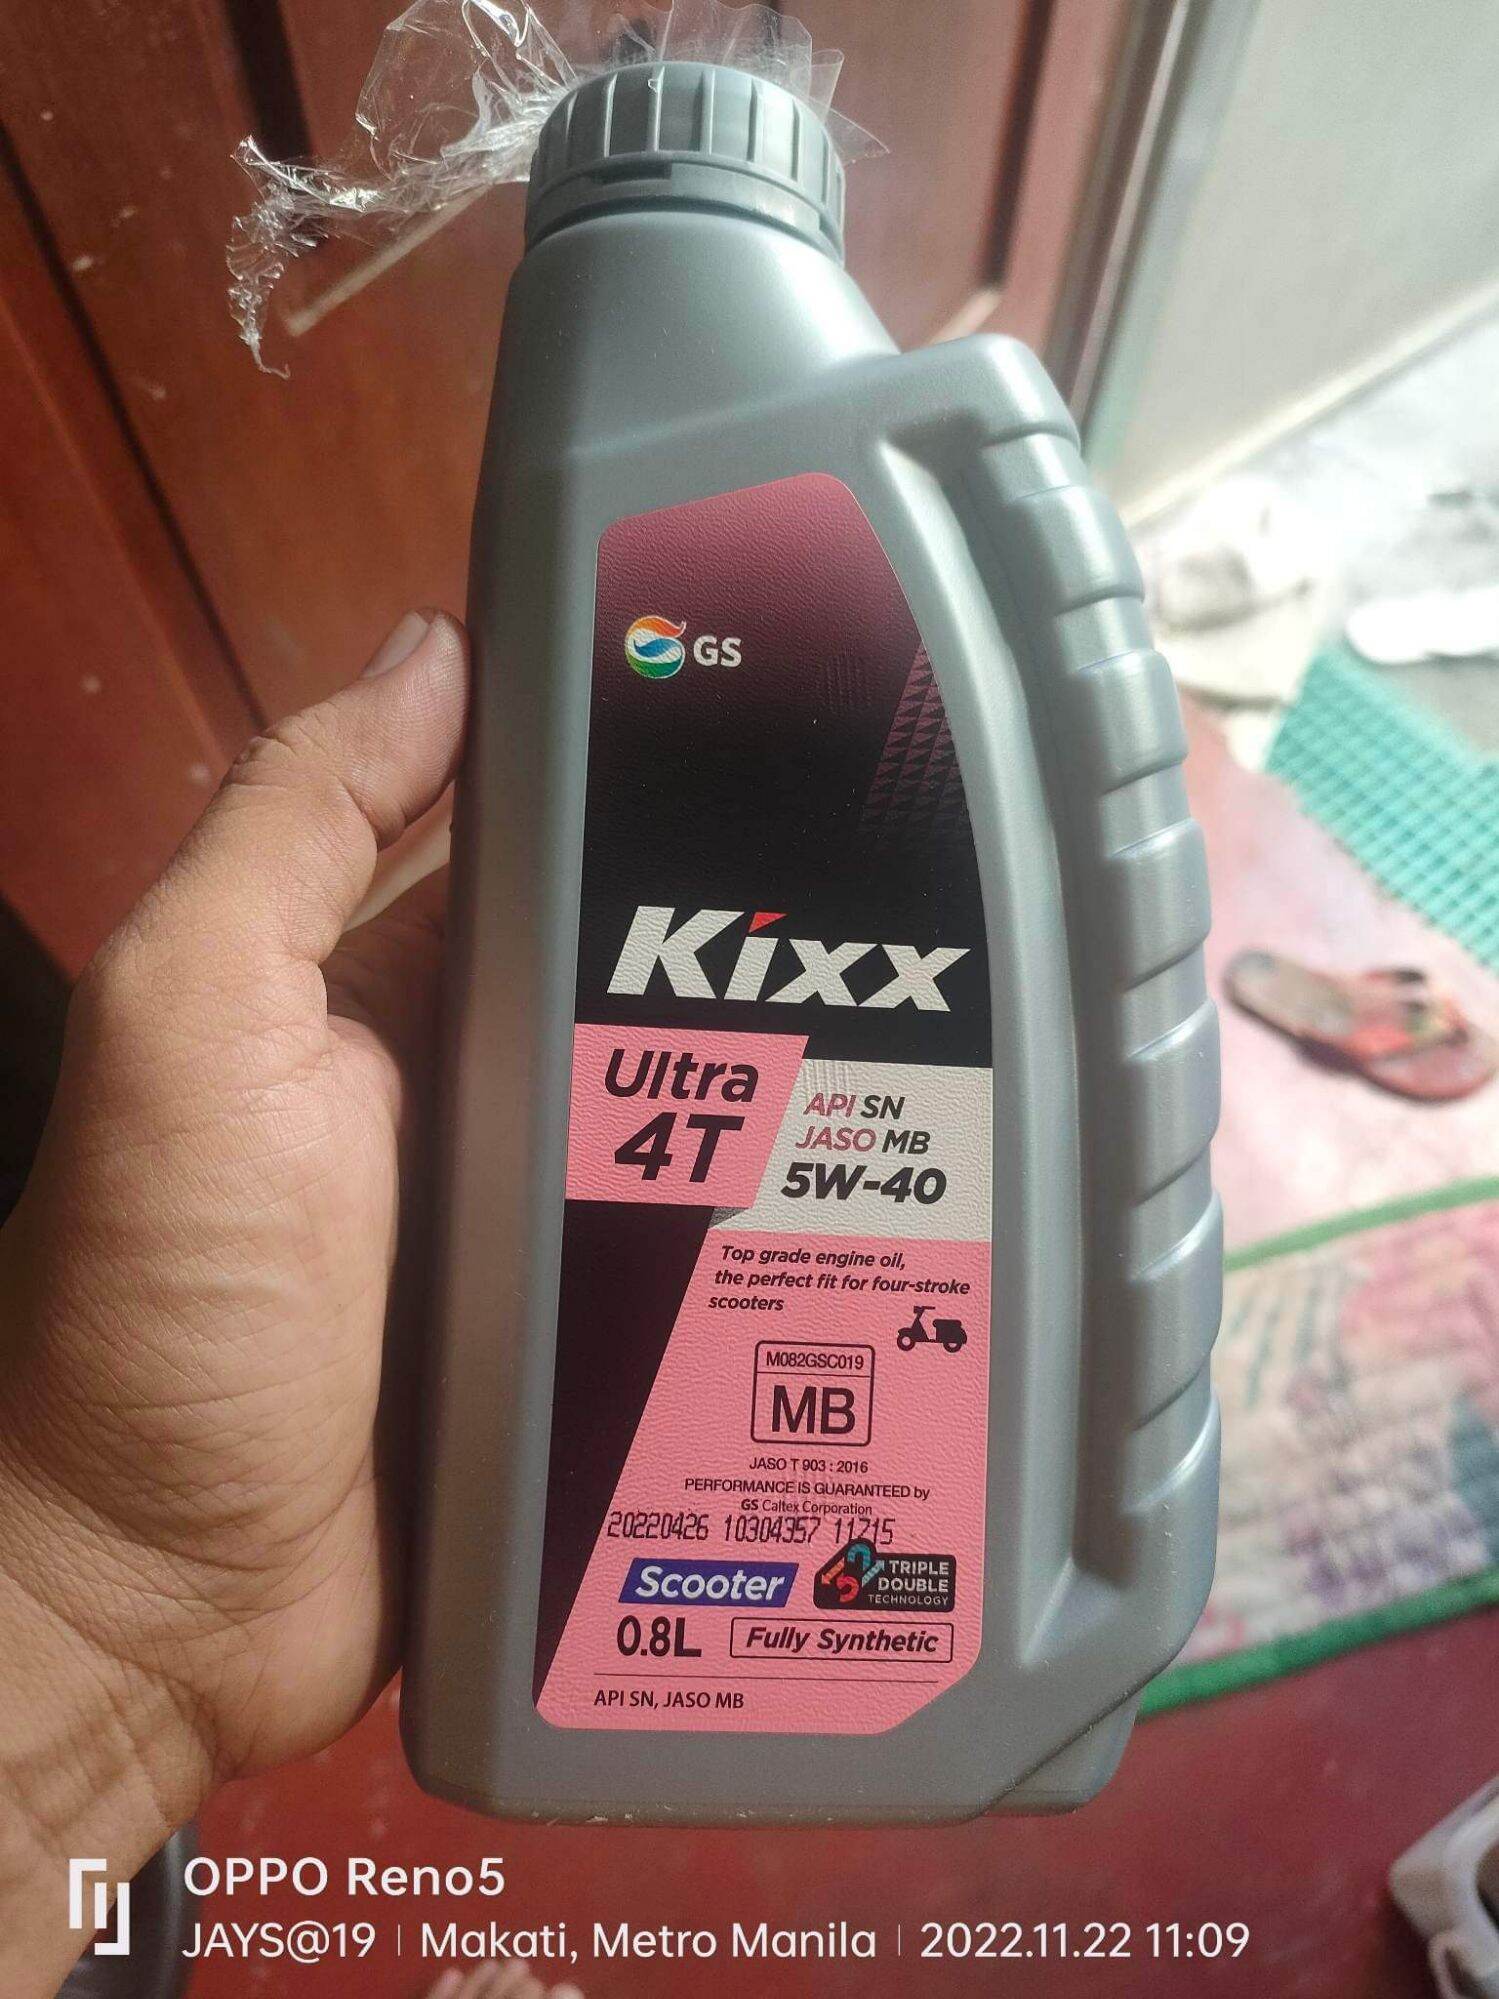 GS
Kixx
Ultra
4T
API SN
JASO MB
5W-40
Top grade engine oil,
the perfect fit for four-stroke
scooters
M082GSC019
MB
JASO T 903 : 2016
PERFORMANCE IS GUARANTEED by
GS Caltex Corporation
20220426 10304357 11715
Scooter
TRIPLE
DOUBLE
TECHNOLOGY
0.8L
Fully Synthetic
API SN, JASO MB
OPPO Reno5
JAYS@19 | Makati, Metro Manila | 2022.11.22 11:09